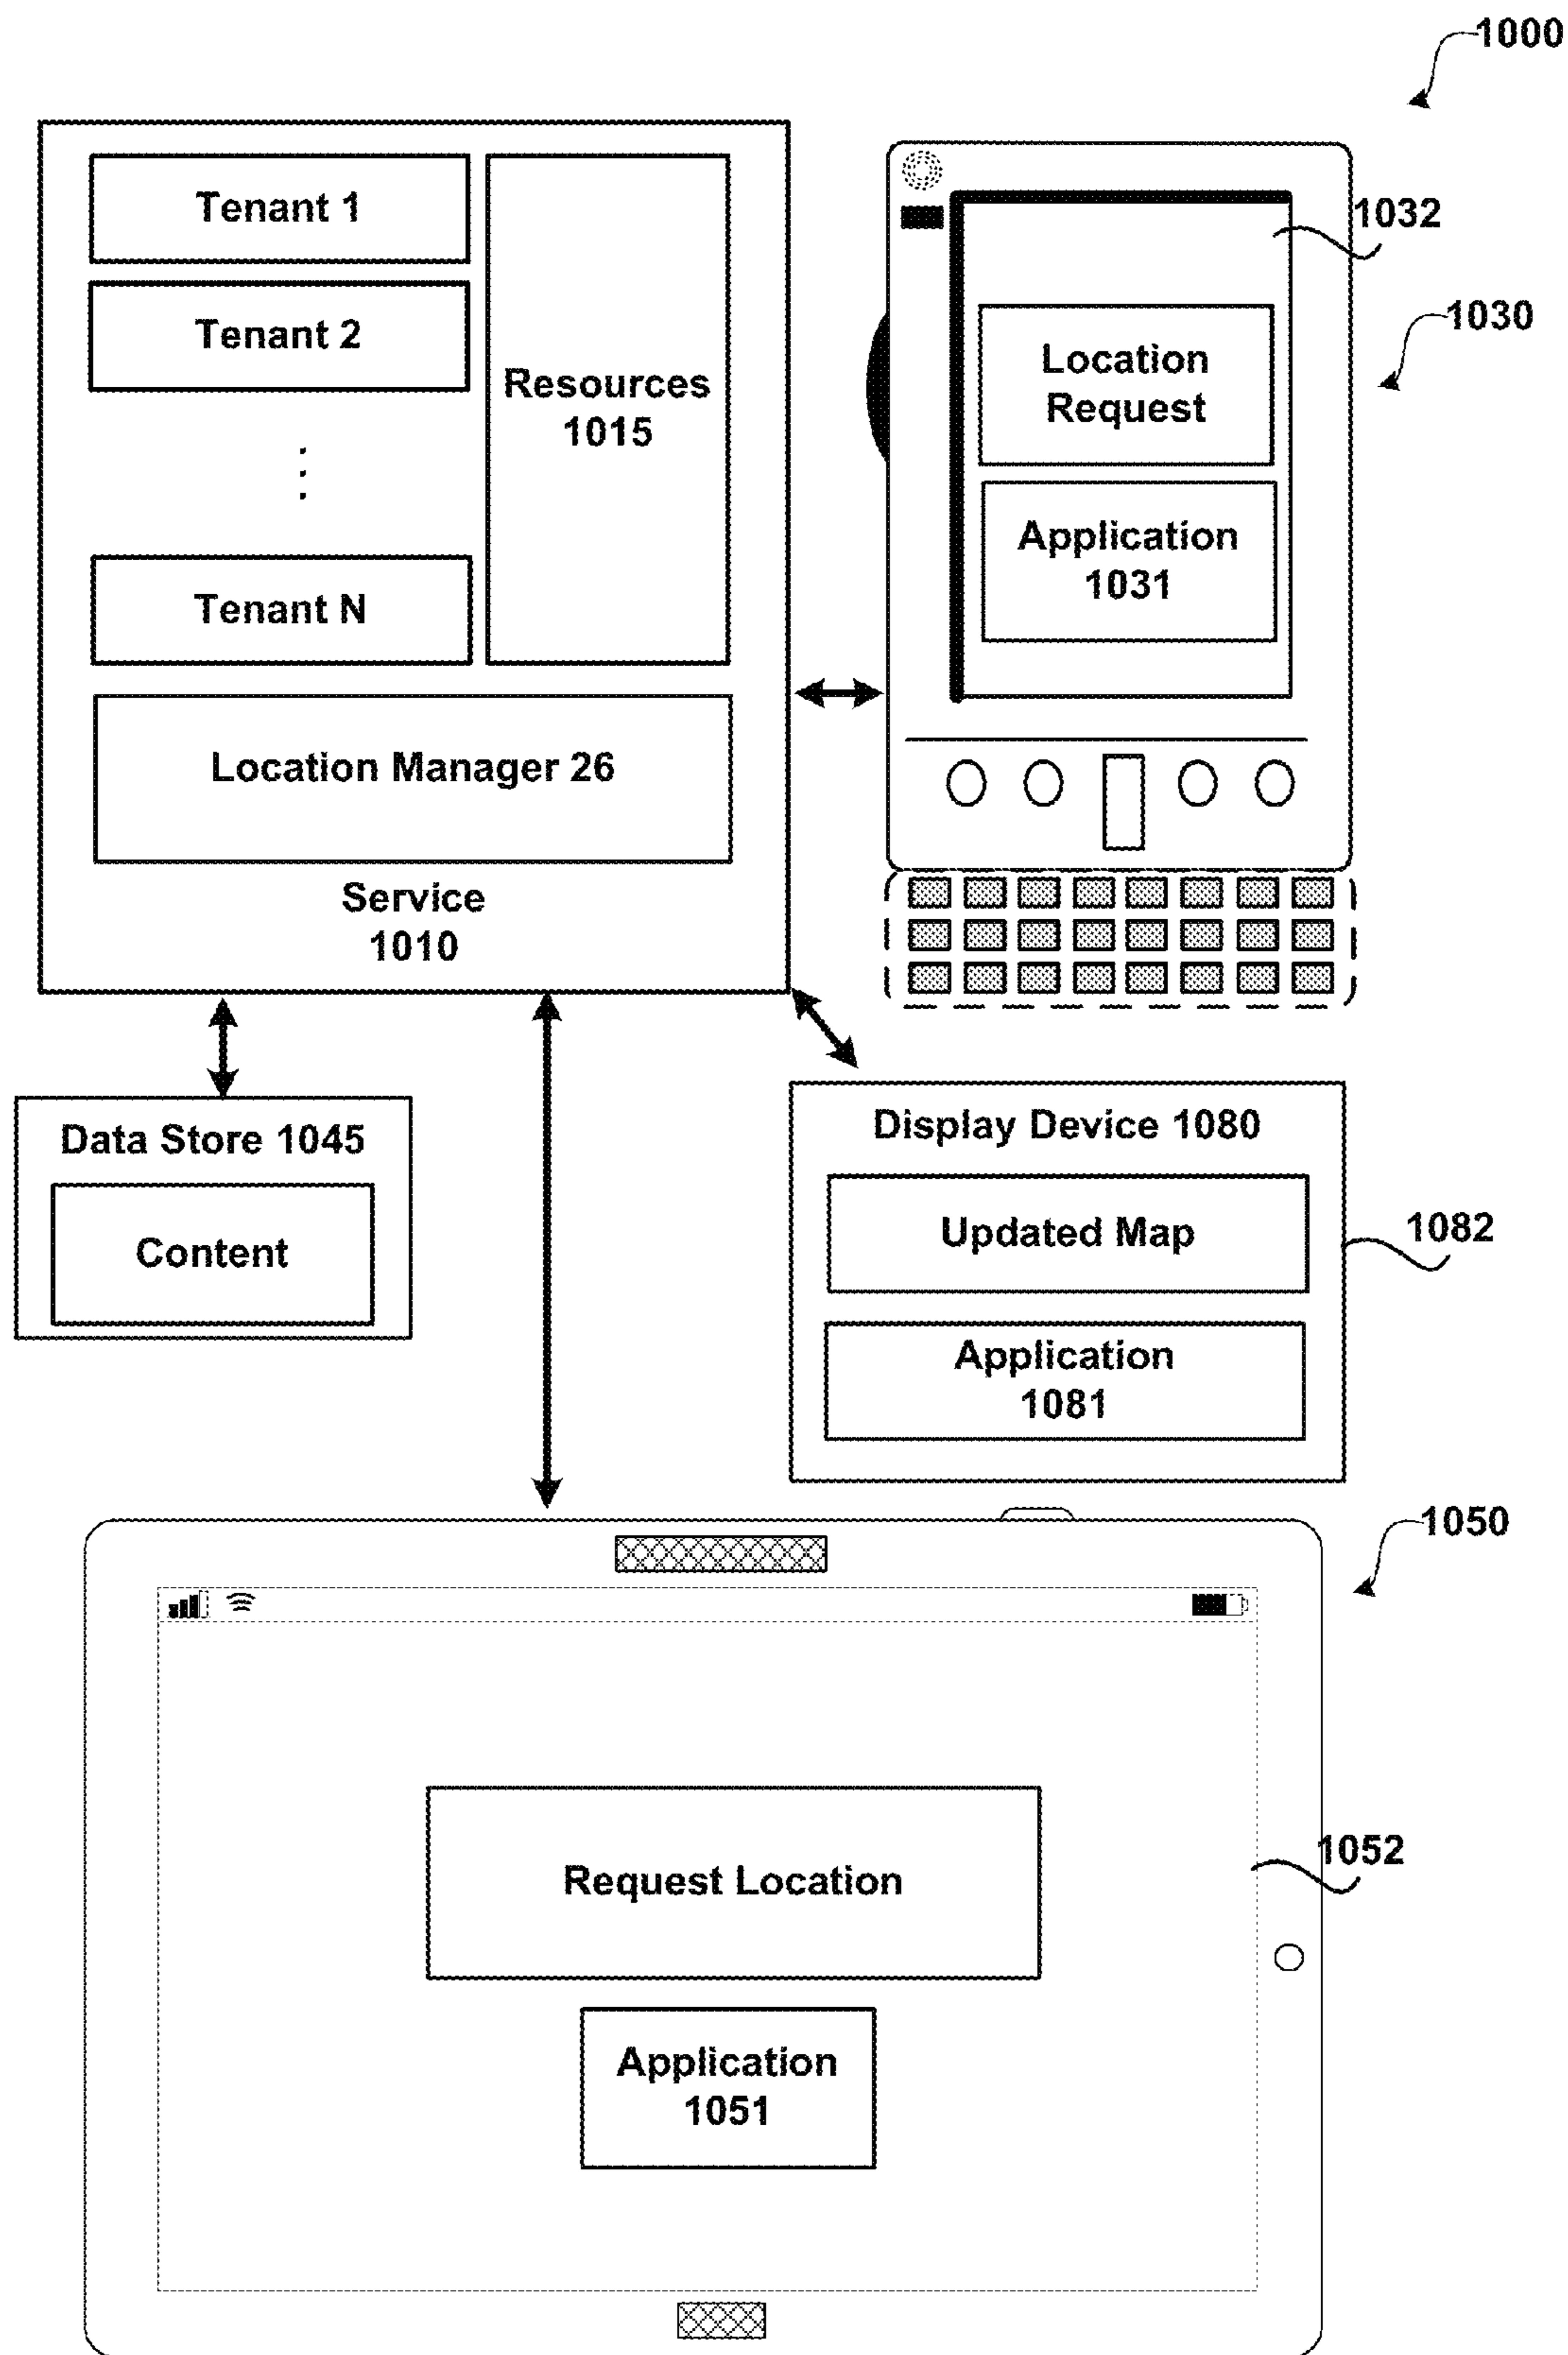 1000
Tenant 1
Tenant 2
Tenant N
Resources
1015
Location Manager 26
Service
1010
1032
1030
Location
Request
Application
1031
Data Store 1045
Content
Display Device 1080
Updated Map
Application
1081
1082
1050
Request Location
1052
Application
1051